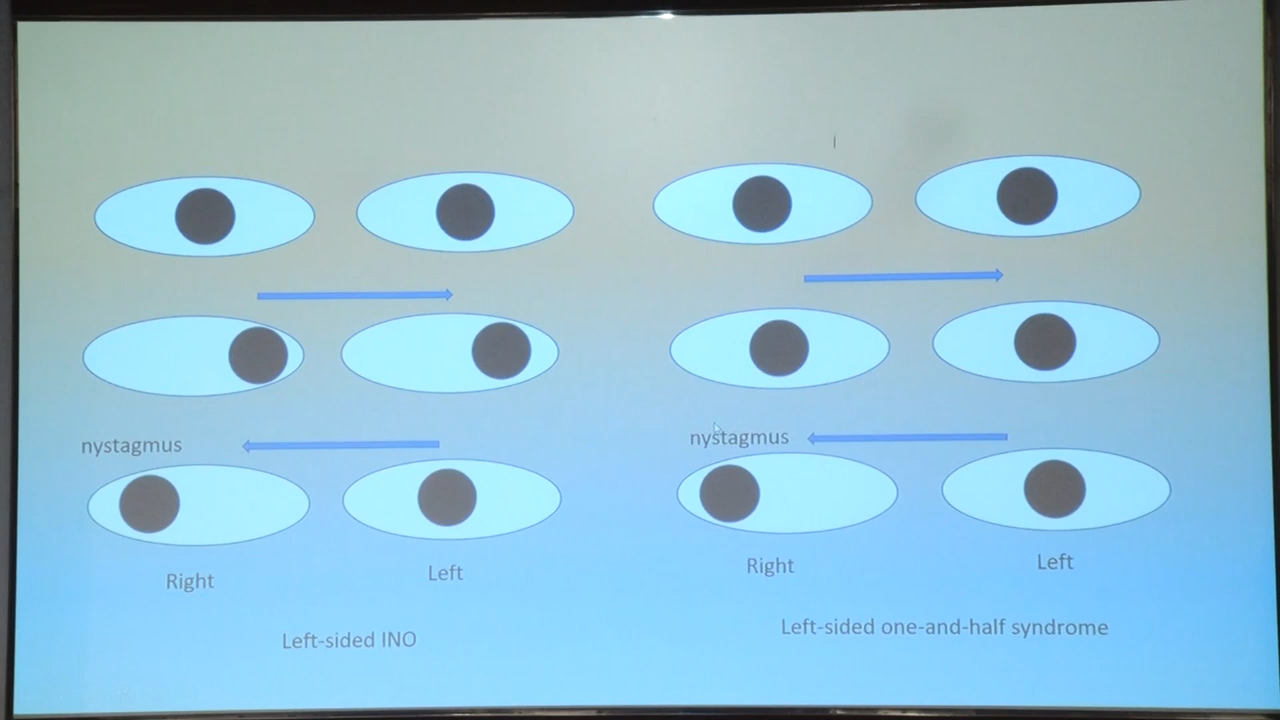 nystagmus
nystagmus
Right
Left
Right
Left
Left-sided INO
Left-sided one-and-half syndrome